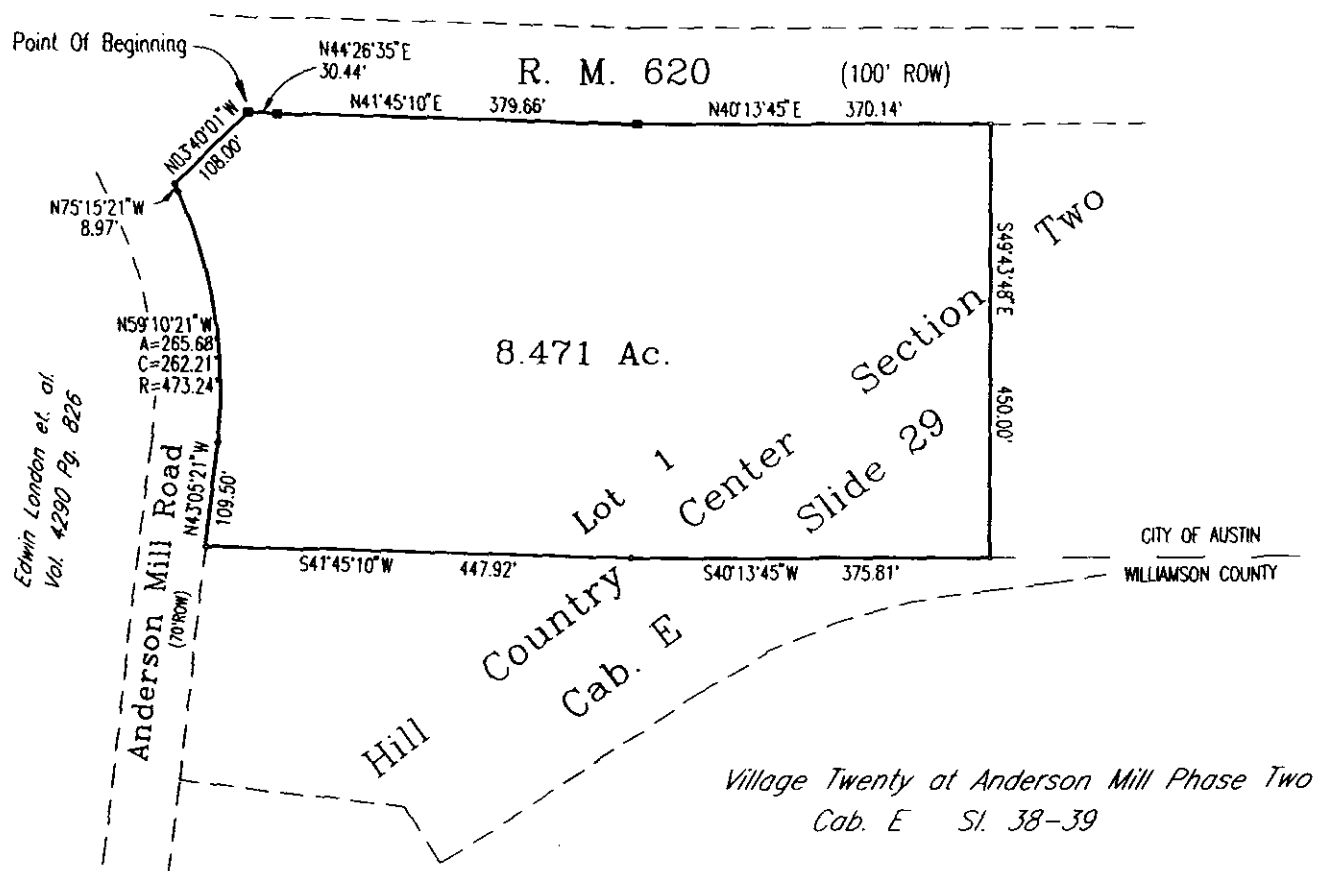 Point Of Beginning
N44°26'35"E
30.44'
R. M. 620
(100' ROW)
N41°45'10"E 379.66'
N40°13'45"E 370.14'
N03°40'01"W
108.00'
N75°15'21"W
8.97'
S49°43'48"E
450.00'
N59°10'21"W
A=265.68'
C=262.21'
R=473.24'
8.471 Ac.
Edwin London et. al.
Vol. 4290 Pg. 826
Anderson Mill Road
(70'ROW)
N43°05'21"W
109.50'
Lot 1
Hill Country Center Section Two
Cab. E Slide 29
S41°45'10"W 447.92'
S40°13'45"W 375.81'
CITY OF AUSTIN
WILLIAMSON COUNTY
Village Twenty at Anderson Mill Phase Two
Cab. E Sl. 38-39